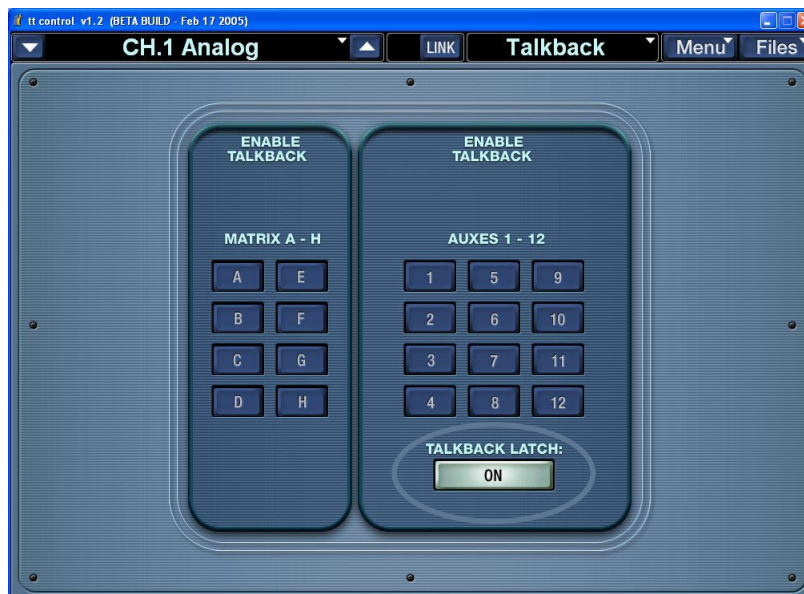 tt control v1.2 (BETA BUILD - Feb 17 2005)
CH.1 Analog LINK Talkback Menu Files
ENABLE
TALKBACK
MATRIX A - H
A E
B F
C G
D H
ENABLE
TALKBACK
AUXES 1 - 12
1 5 9
2 6 10
3 7 11
4 8 12
TALKBACK LATCH:
ON